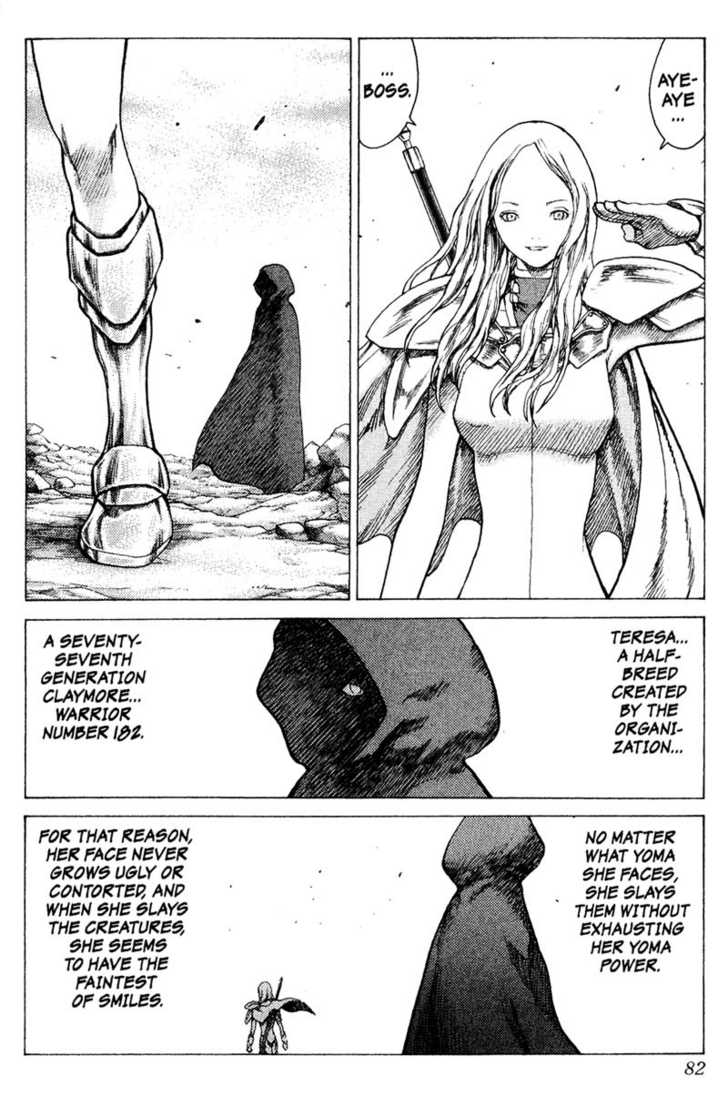 AYE-
AYE
...
...
BOSS.
TERESA...
A HALF-
BREED
CREATED
BY THE
ORGANI-
ZATION...
A SEVENTY-
SEVENTH
GENERATION
CLAYMORE...
WARRIOR
NUMBER 182.
NO MATTER
WHAT YOMA
SHE FACES,
SHE SLAYS
THEM WITHOUT
EXHAUSTING
HER YOMA
POWER.
FOR THAT REASON,
HER FACE NEVER
GROWS UGLY OR
CONTORTED, AND
WHEN SHE SLAYS
THE CREATURES,
SHE SEEMS
TO HAVE THE
FAINTEST
OF SMILES.
82